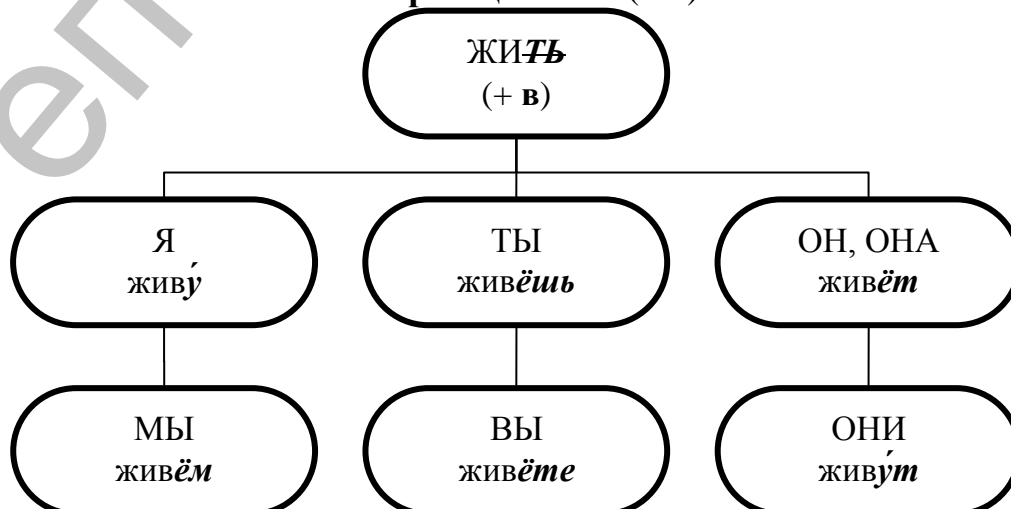 ЖИТЬ
(+ в)
Я
живу́
ТЫ
живёшь
ОН, ОНА
живёт
МЫ
живём
ВЫ
живёте
ОНИ
живу́т